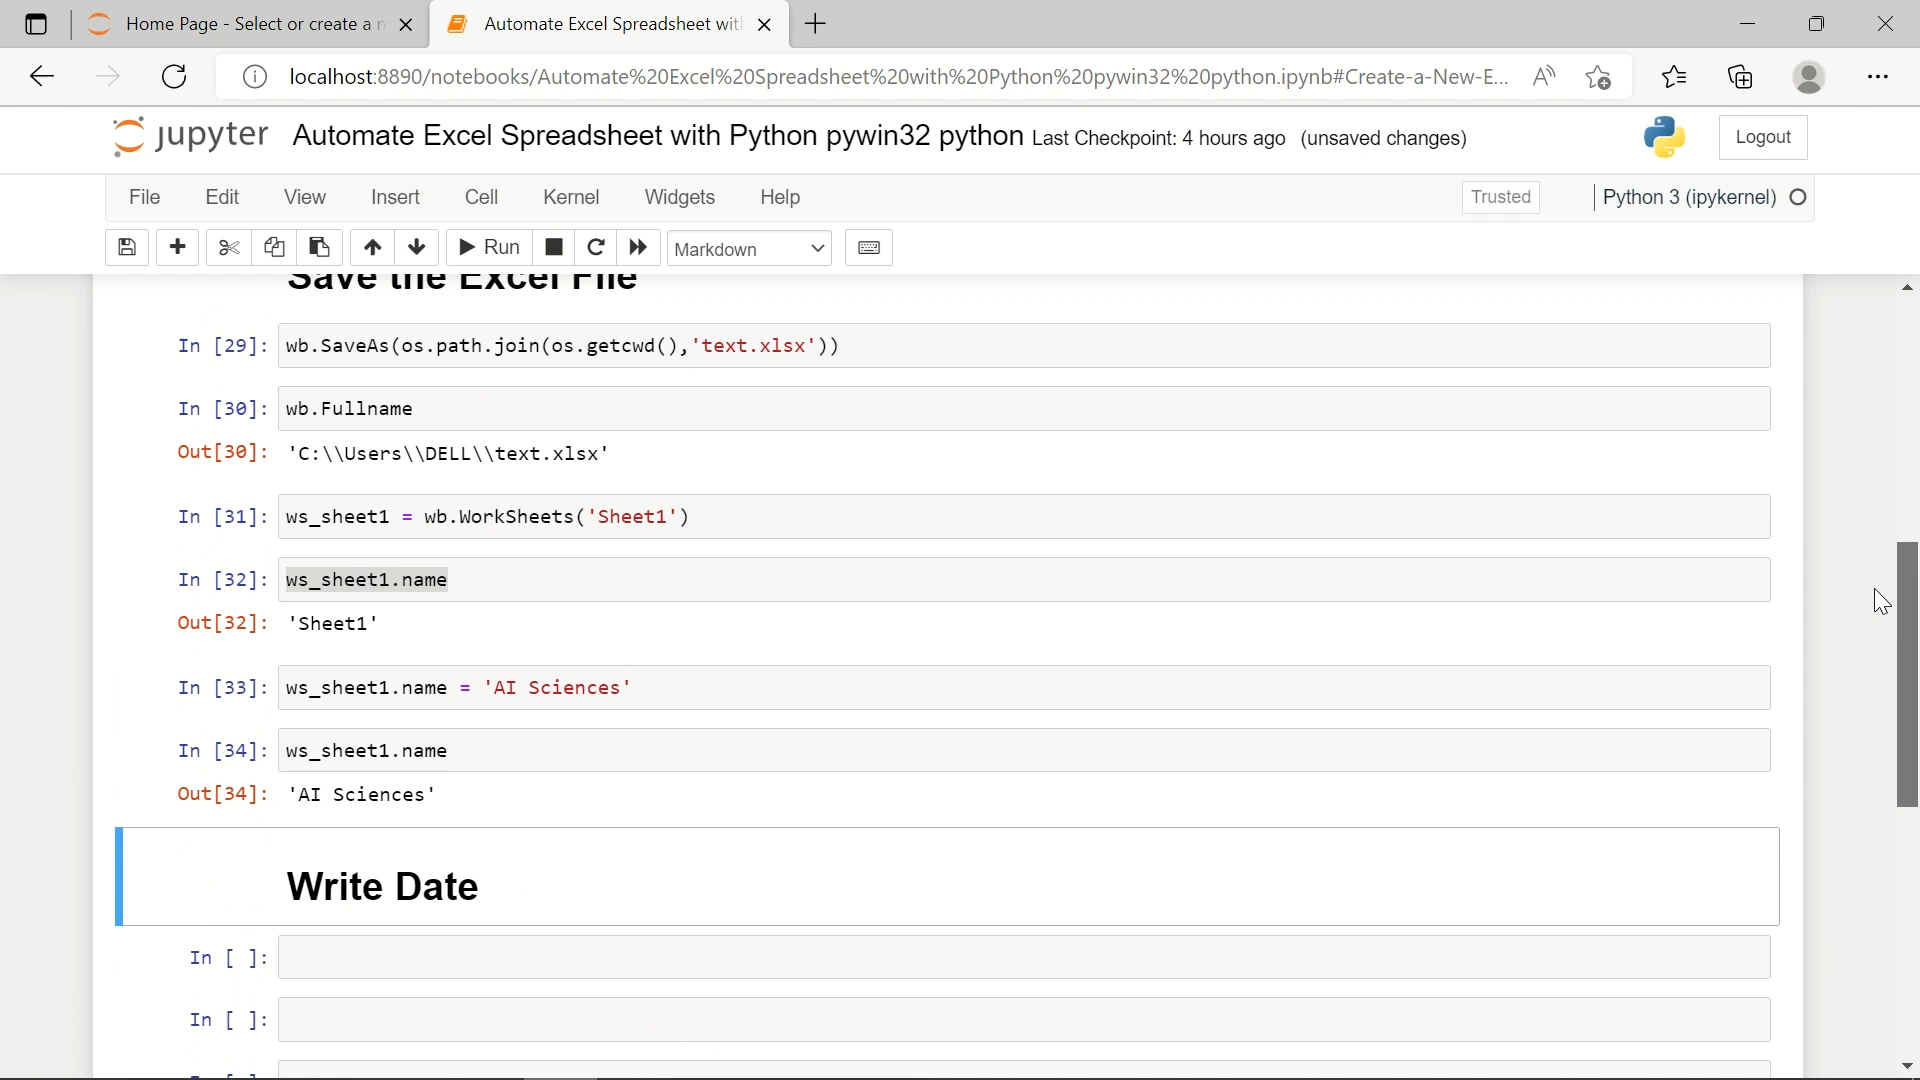 Home Page - Select or create a n
Automate Excel Spreadsheet wit
localhost:8890/notebooks/Automate%20Excel%20Spreadsheet%20with%20Python%20pywin32%20python.ipynb#Create-a-New-E...
jupyter Automate Excel Spreadsheet with Python pywin32 python Last Checkpoint: 4 hours ago (unsaved changes)
Logout
File Edit View Insert Cell Kernel Widgets Help
Trusted
Python 3 (ipykernel)
Run
Markdown
Save the Excel File
In [29]: wb.SaveAs(os.path.join(os.getcwd(),'text.xlsx'))
In [30]: wb.Fullname
Out[30]: 'C:\\Users\\DELL\\text.xlsx'
In [31]: ws_sheet1 = wb.WorkSheets('Sheet1')
In [32]: ws_sheet1.name
Out[32]: 'Sheet1'
In [33]: ws_sheet1.name = 'AI Sciences'
In [34]: ws_sheet1.name
Out[34]: 'AI Sciences'
Write Date
In [ ]:
In [ ]: